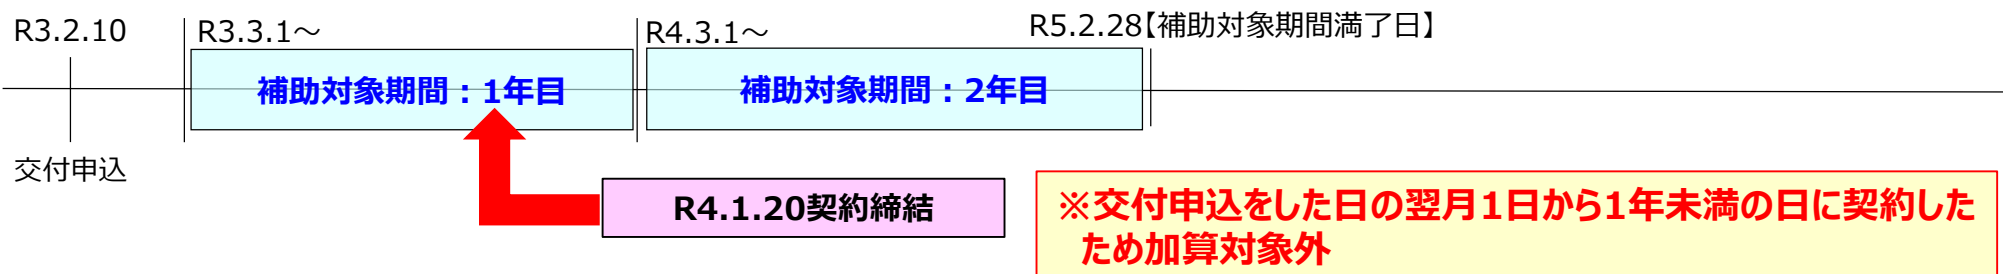 R3.2.10
R3.3.1～
R4.3.1～
R5.2.28【補助対象期間満了日】
補助対象期間：1年目
補助対象期間：2年目
交付申込
R4.1.20契約締結
※交付申込をした日の翌月1日から1年未満の日に契約した
ため加算対象外